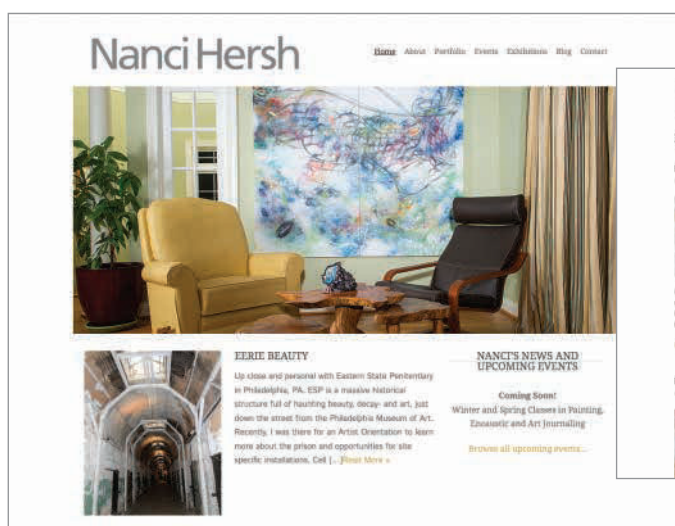 Nanci Hersh
Home About Portfolio Events Exhibitions Blog Contact
EERIE BEAUTY
Up close and personal with Eastern State Penitentiary
in Philadelphia, PA. ESP is a massive historical
structure full of haunting beauty, decay- and art, just
down the street from the Philadelphia Museum of Art.
Recently, I was there for an Artist Orientation to learn
more about the prison and opportunities for site
specific installations. Cell [...]Read More »
NANCI'S NEWS AND
UPCOMING EVENTS
Coming Soon!
Winter and Spring Classes in Painting,
Encaustic and Art Journaling
Browse all upcoming events...